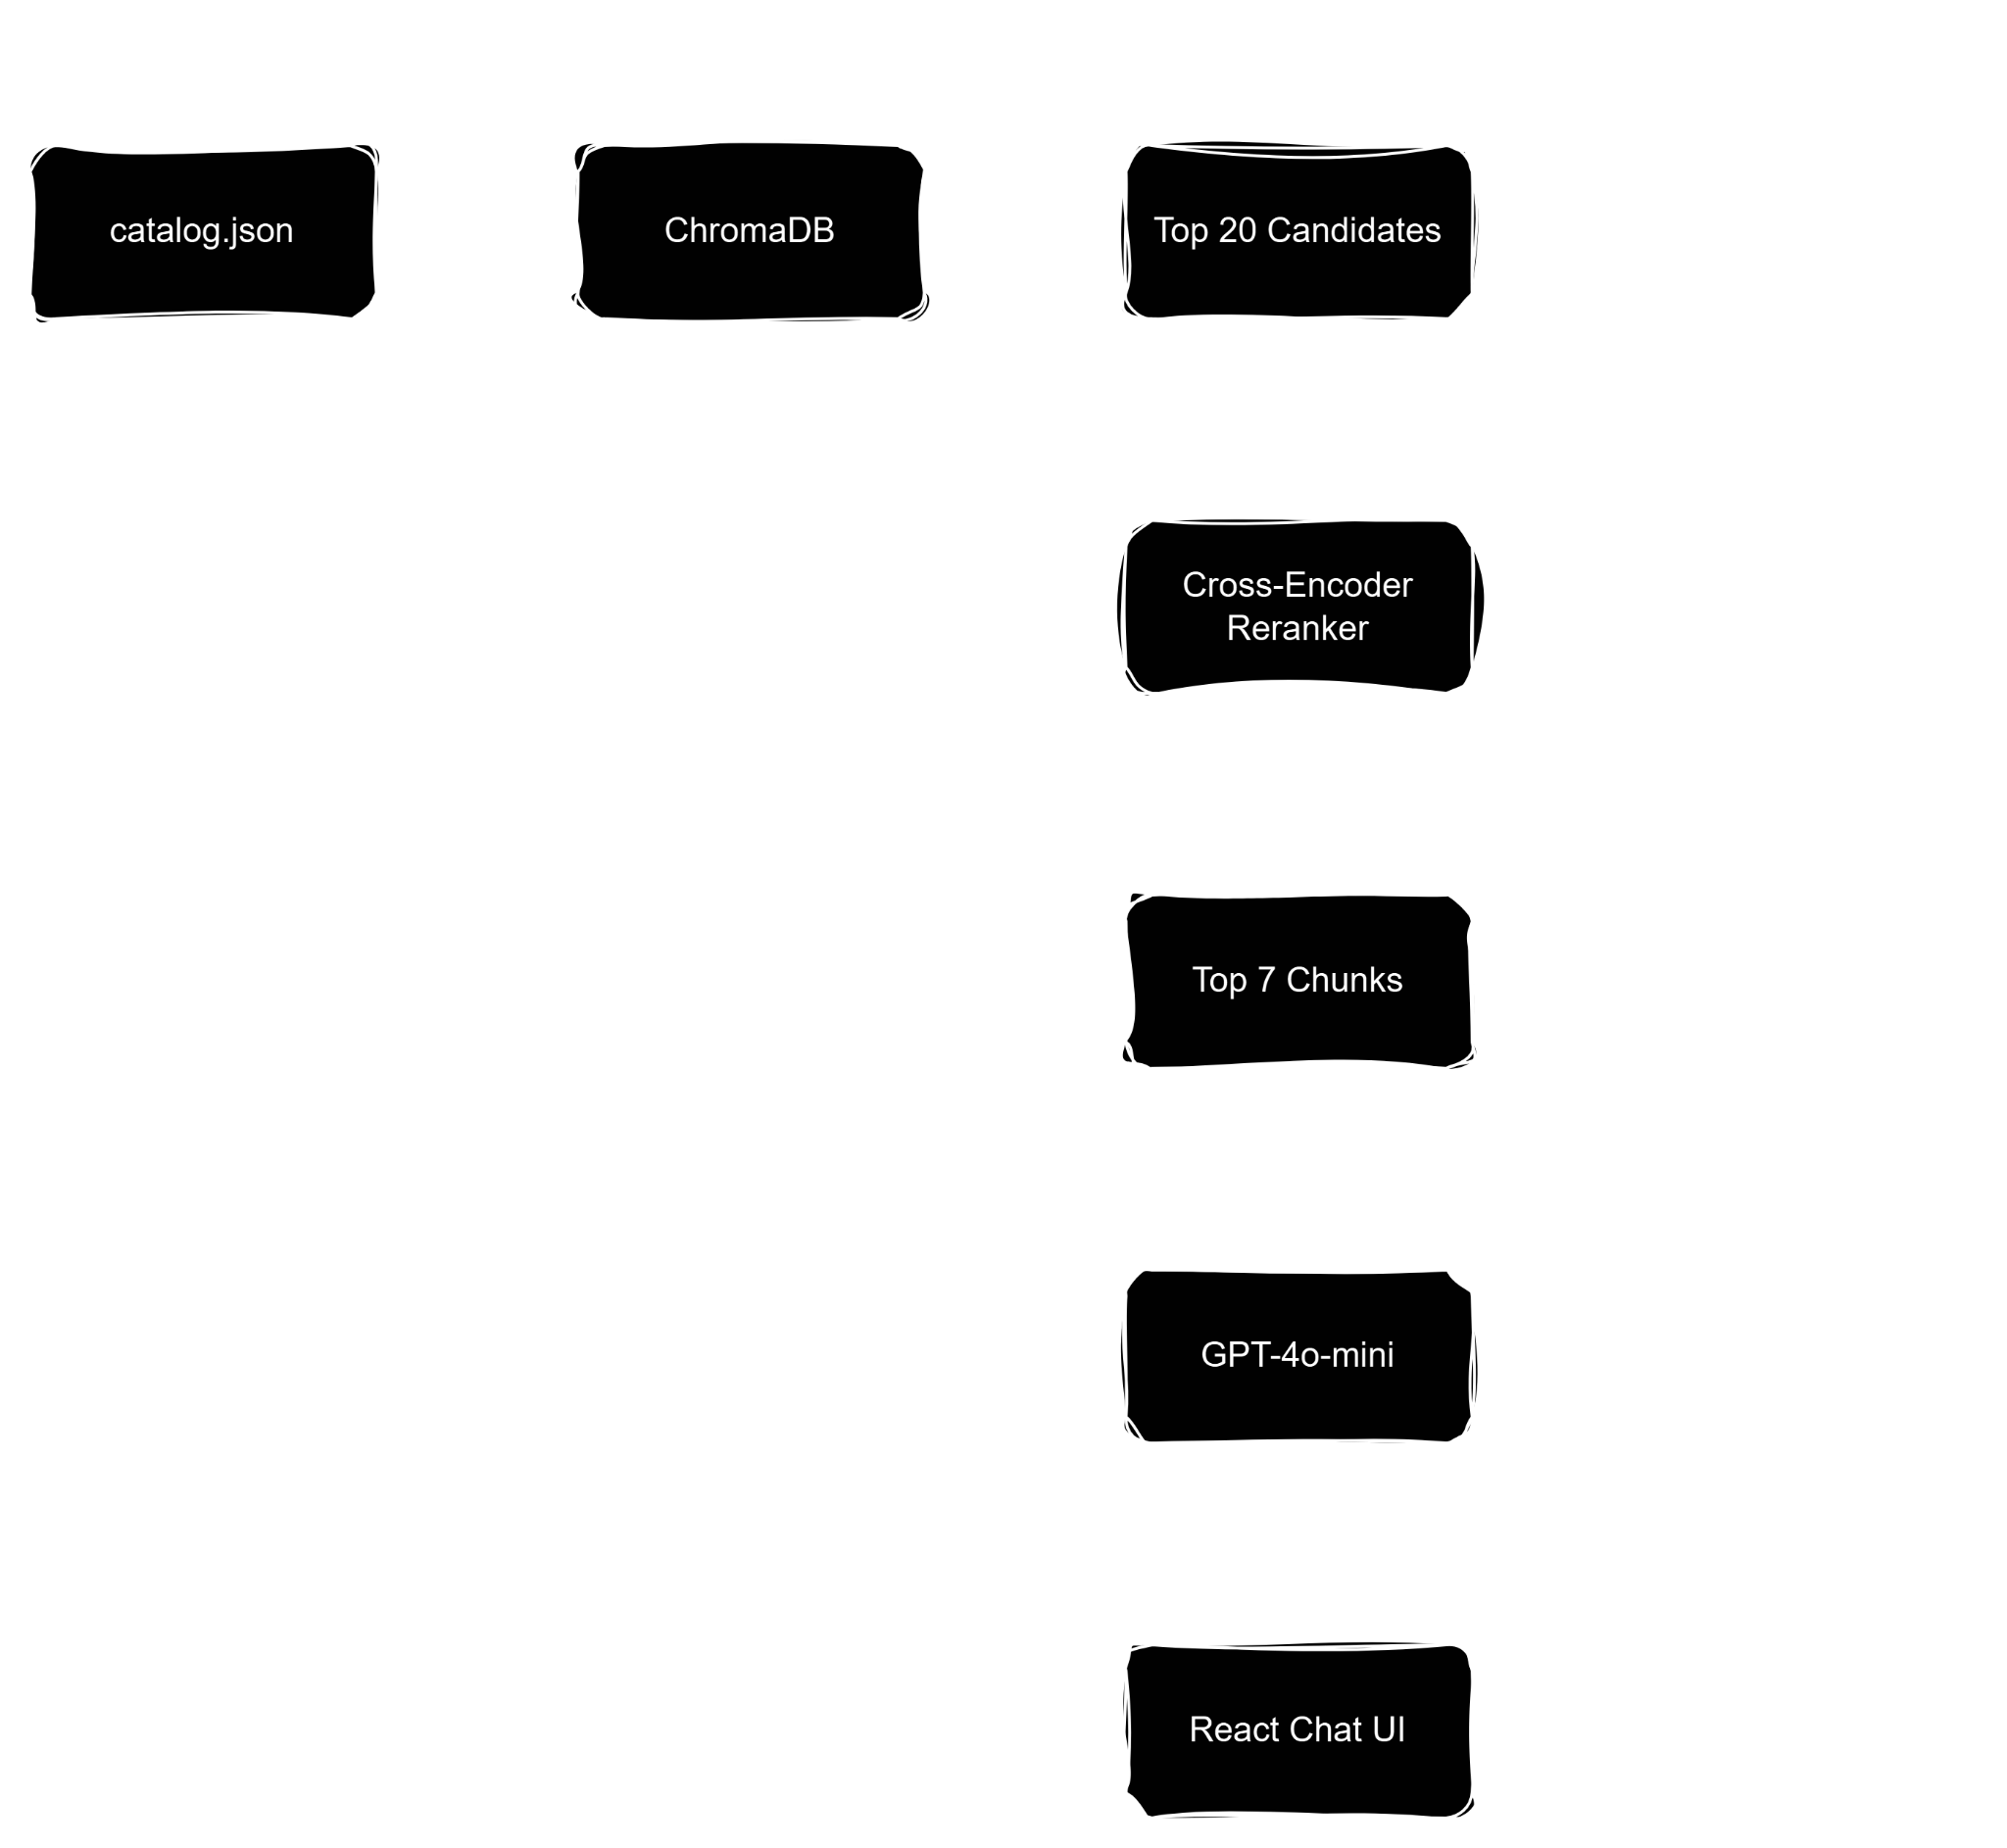 catalog.json
ChromaDB
Top 20 Candidates
Cross-Encoder
Reranker
Top 7 Chunks
GPT-4o-mini
React Chat UI